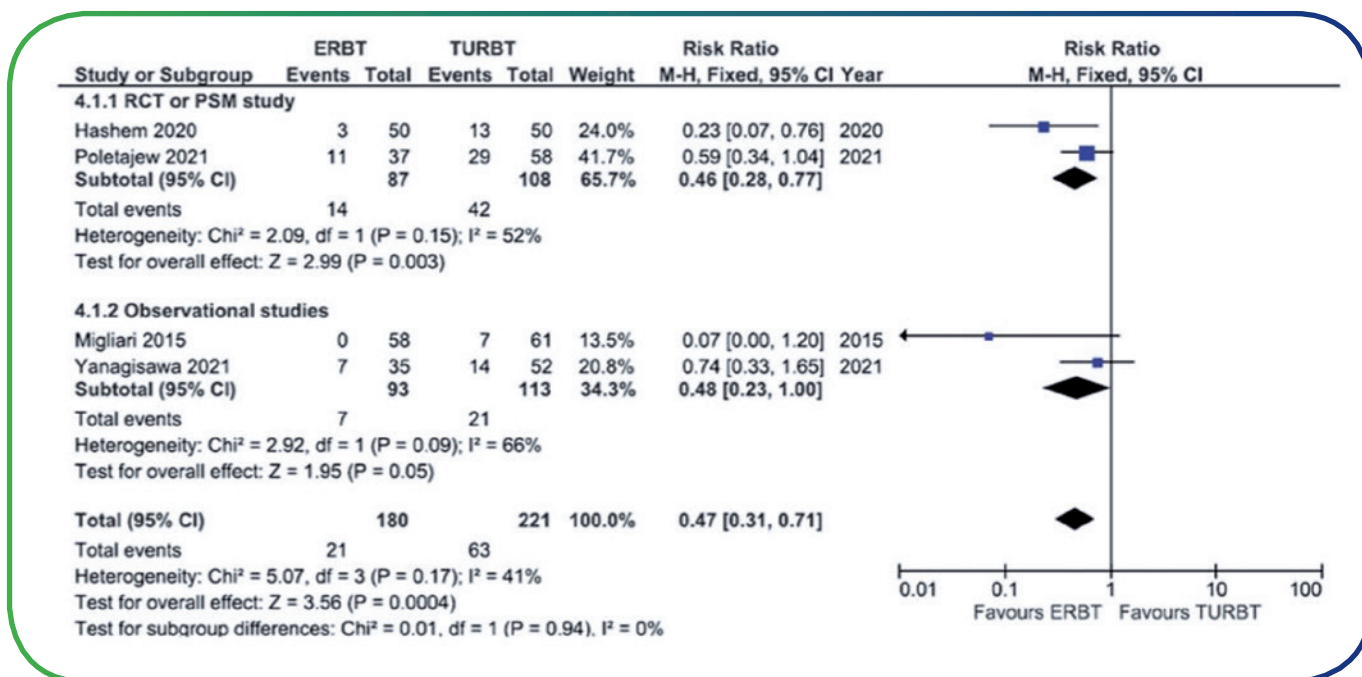 ERBT TURBT Risk Ratio Risk Ratio
Study or Subgroup Events Total Events Total Weight M-H, Fixed, 95% CI Year M-H, Fixed, 95% CI
4.1.1 RCT or PSM study
Hashem 2020 3 50 13 50 24.0% 0.23 [0.07, 0.76] 2020
Poletajew 2021 11 37 29 58 41.7% 0.59 [0.34, 1.04] 2021
Subtotal (95% CI) 87 108 65.7% 0.46 [0.28, 0.77]
Total events 14 42
Heterogeneity: Chi² = 2.09, df = 1 (P = 0.15); I² = 52%
Test for overall effect: Z = 2.99 (P = 0.003)
4.1.2 Observational studies
Migliari 2015 0 58 7 61 13.5% 0.07 [0.00, 1.20] 2015
Yanagisawa 2021 7 35 14 52 20.8% 0.74 [0.33, 1.65] 2021
Subtotal (95% CI) 93 113 34.3% 0.48 [0.23, 1.00]
Total events 7 21
Heterogeneity: Chi² = 2.92, df = 1 (P = 0.09); I² = 66%
Test for overall effect: Z = 1.95 (P = 0.05)
Total (95% CI) 180 221 100.0% 0.47 [0.31, 0.71]
Total events 21 63
Heterogeneity: Chi² = 5.07, df = 3 (P = 0.17); I² = 41%
Test for overall effect: Z = 3.56 (P = 0.0004)
Test for subgroup differences: Chi² = 0.01, df = 1 (P = 0.94), I² = 0%
0.01 0.1 1 10 100
Favours ERBT Favours TURBT